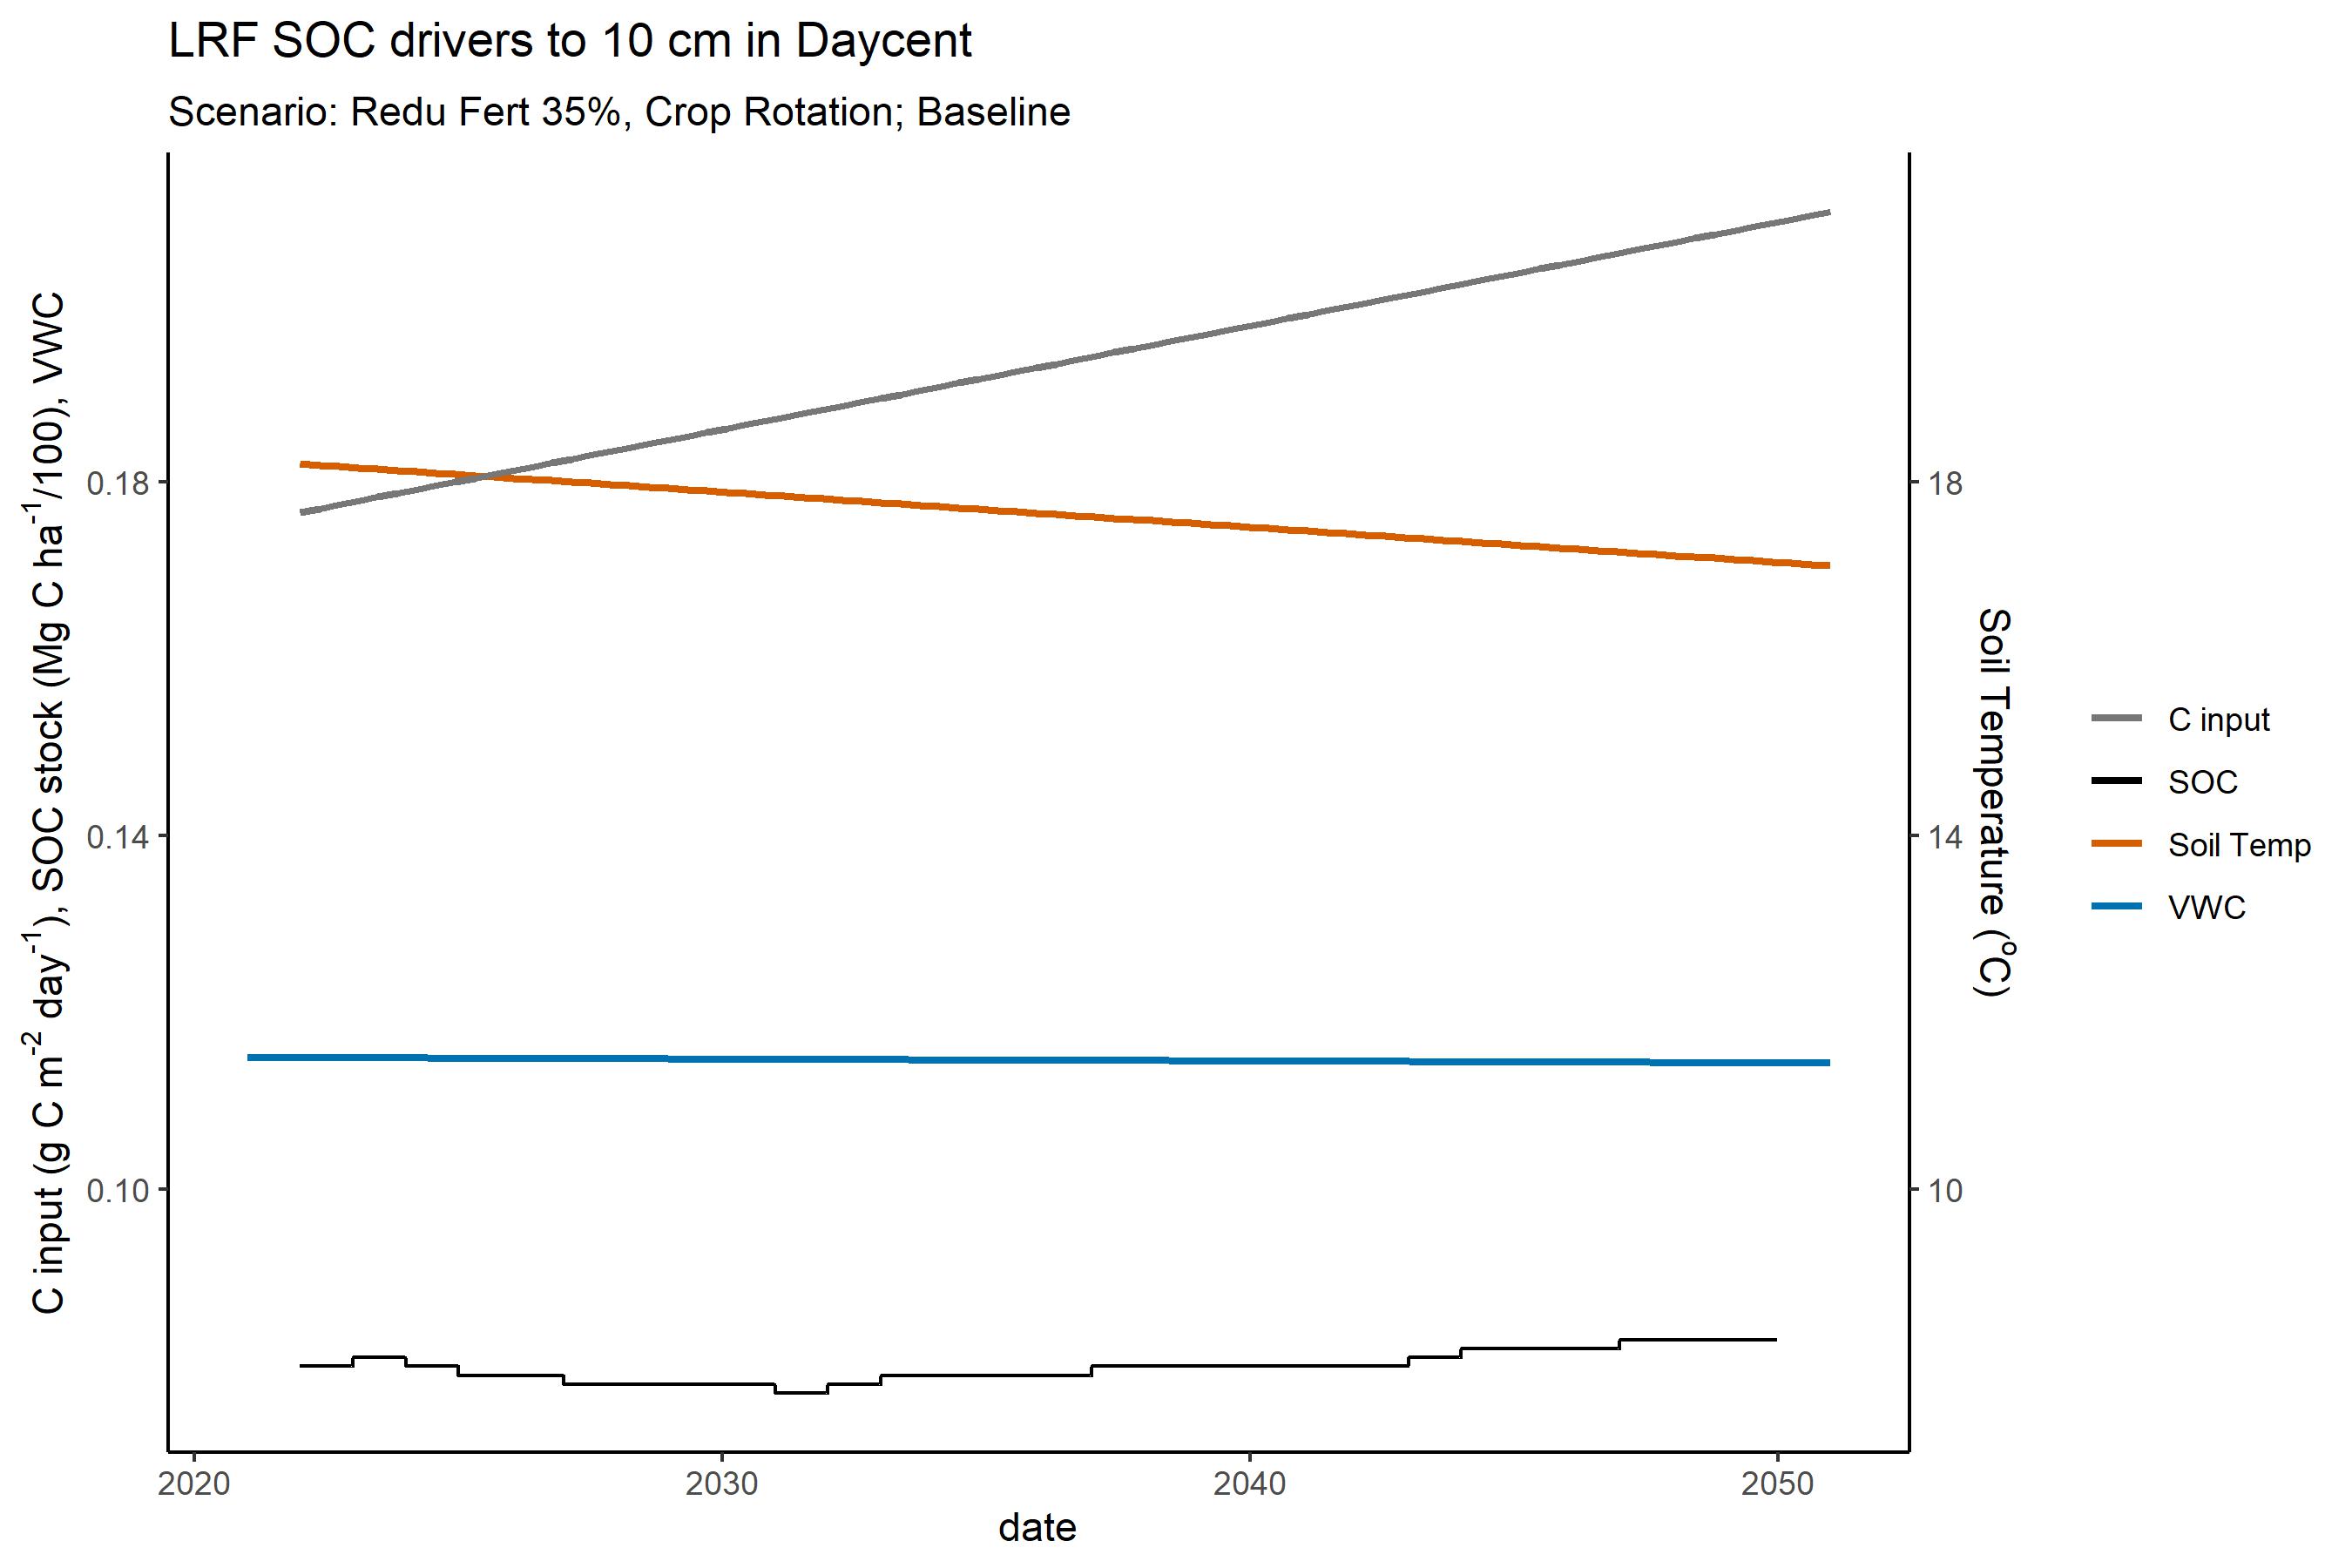 LRF SOC drivers to 10 cm in Daycent
Scenario: Redu Fert 35%, Crop Rotation; Baseline
C input (g C m⁻² day⁻¹), SOC stock (Mg C ha⁻¹/100), VWC
0.18
0.14
0.10
18
14
10
Soil Temperature (ᵒC)
C input
SOC
Soil Temp
VWC
2020 2030 2040 2050
date